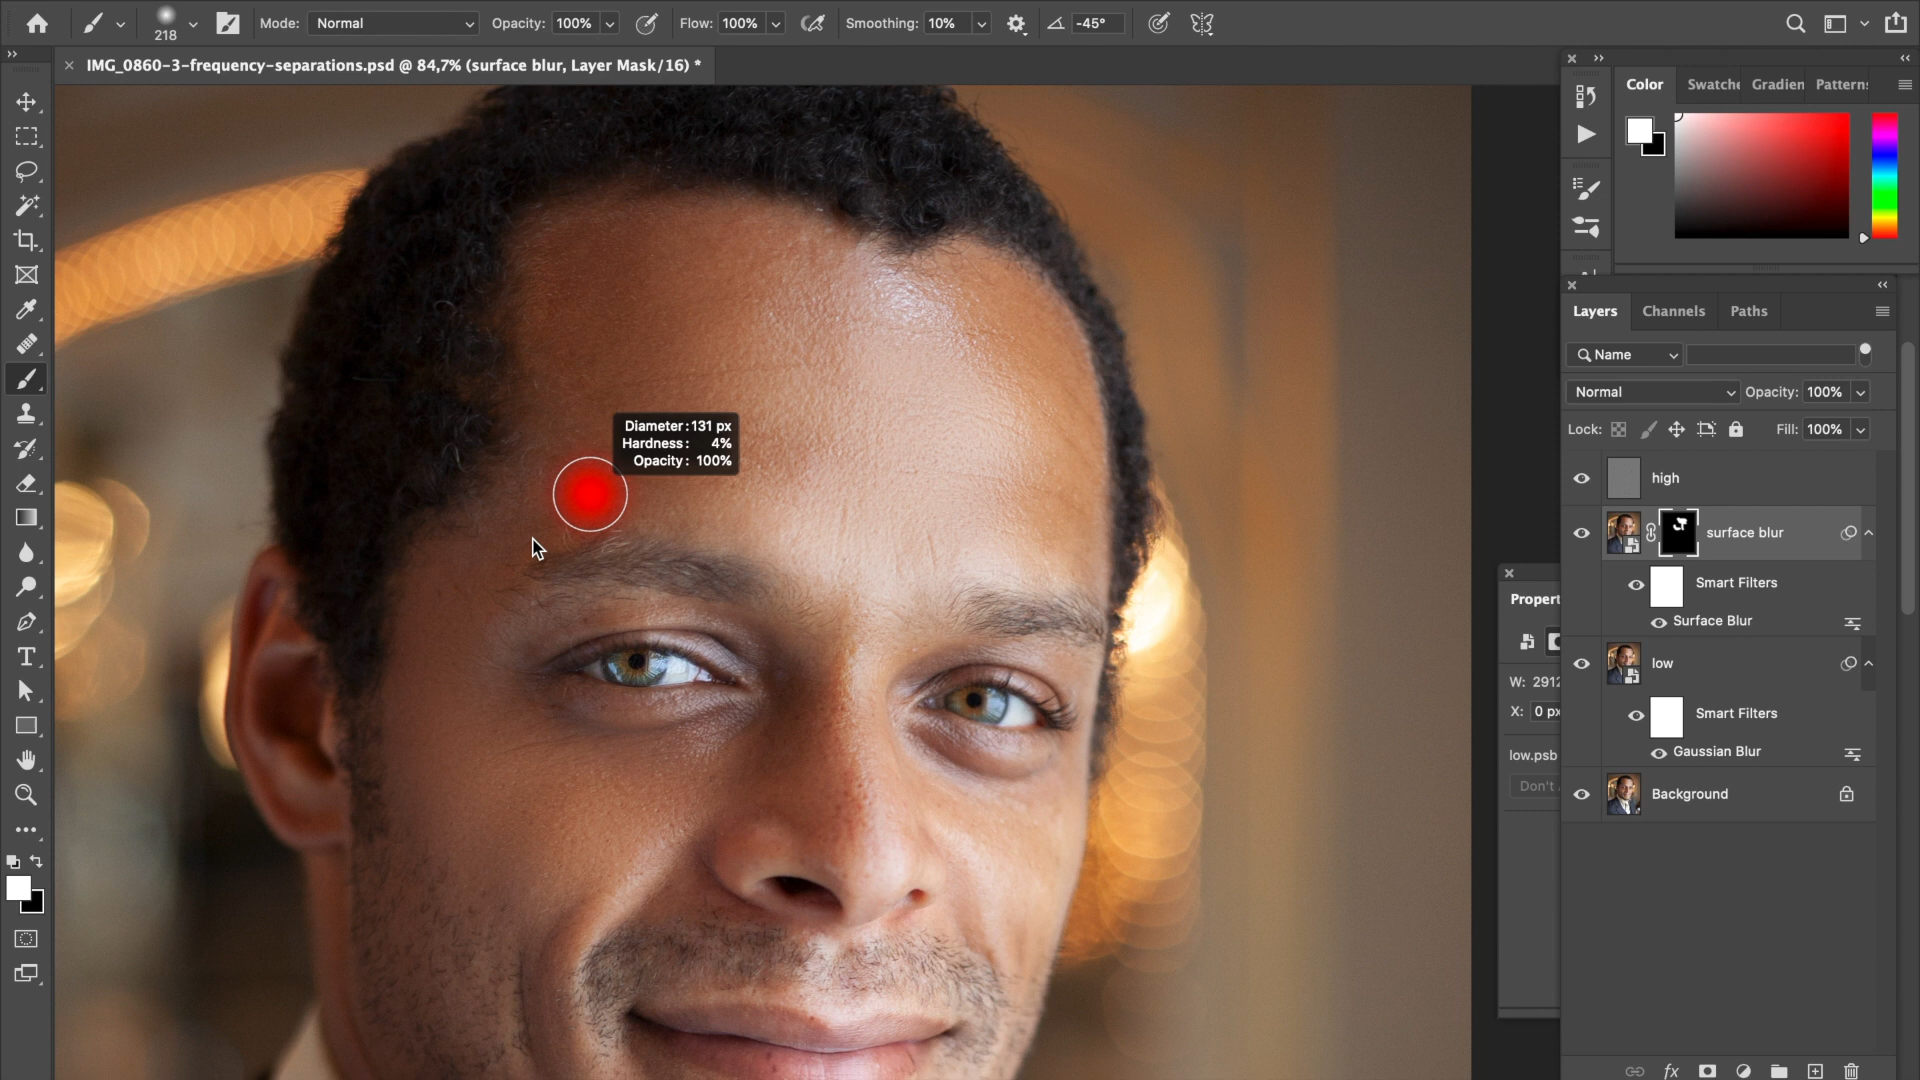 218
Mode: Normal
Opacity: 100%
Flow: 100%
Smoothing: 10%
-45°
IMG_0860-3-frequency-separations.psd @ 84,7% (surface blur, Layer Mask/16) *
Color
Swatche
Gradien
Pattern
Diameter: 131 px
Hardness: 4%
Opacity: 100%
Layers
Channels
Paths
Name
Normal
Opacity: 100%
Lock:
Fill: 100%
high
surface blur
Smart Filters
Surface Blur
low
Smart Filters
Gaussian Blur
Background
Propert
W: 2912
X: 0 px
low.psb
Don't
T
fx